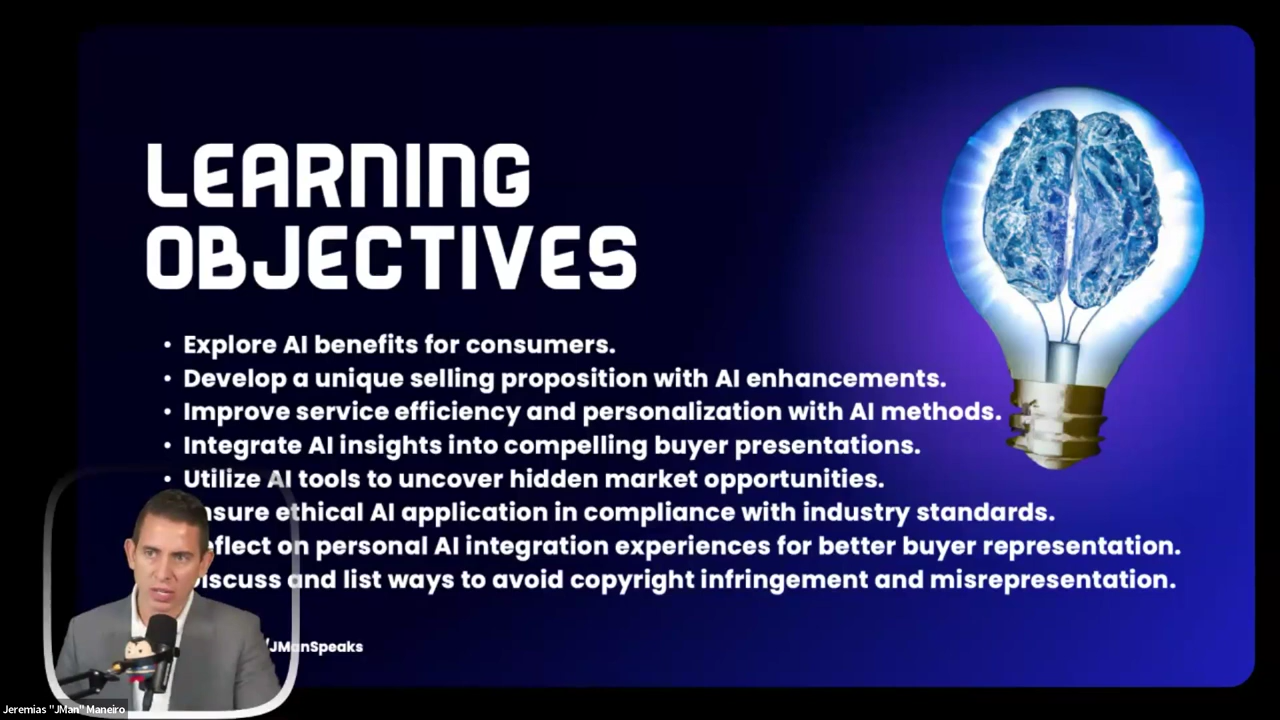 LEARNING
OBJECTIVES
• Explore AI benefits for consumers.
• Develop a unique selling proposition with AI enhancements.
• Improve service efficiency and personalization with AI methods.
• Integrate AI insights into compelling buyer presentations.
• Utilize AI tools to uncover hidden market opportunities.
nsure ethical AI application in compliance with industry standards.
eflect on personal AI integration experiences for better buyer representation.
iscuss and list ways to avoid copyright infringement and misrepresentation.
/JManSpeaks
Jeremias "JMan" Maneiro